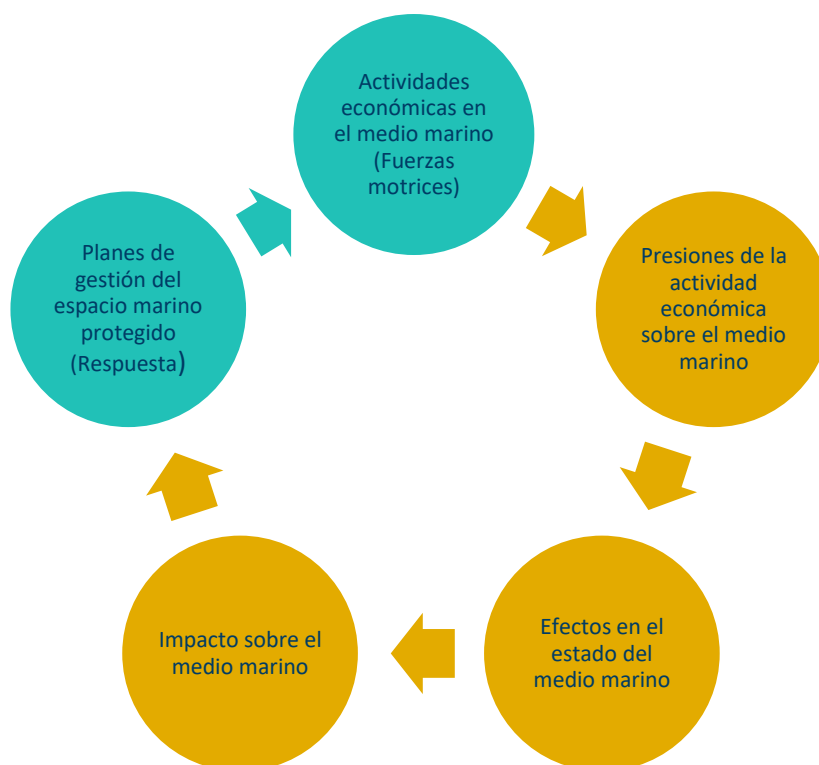 Actividades
económicas en
el medio marino
(Fuerzas
motrices)
Presiones de la
actividad
económica
sobre el medio
marino
Efectos en el
estado del
medio marino
Impacto sobre el
medio marino
Planes de
gestión del
espacio marino
protegido
(Respuesta)